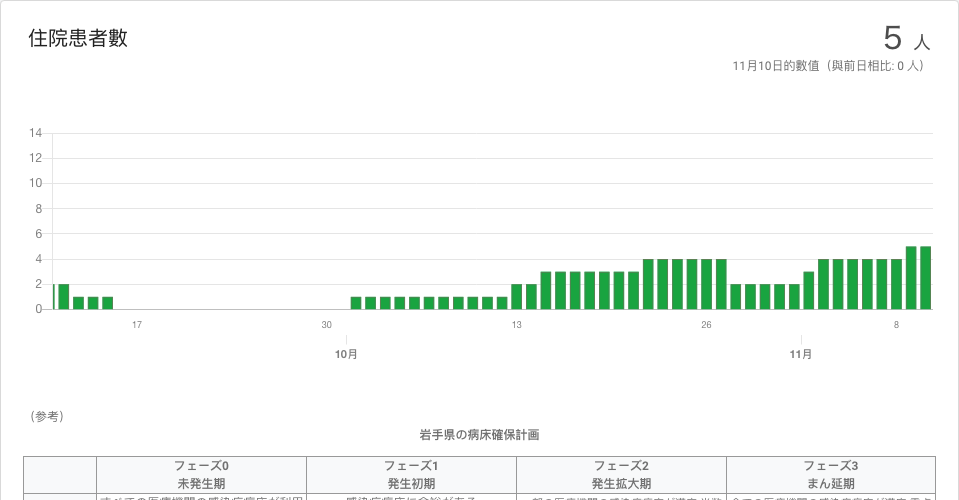 住院患者數
5 人
11月10日的數值（與前日相比: 0 人）
14
12
10
8
6
4
2
0
17 30 13 26 8
10月 11月
（参考）
岩手県の病床確保計画
フェーズ0 フェーズ1 フェーズ2 フェーズ3
未発生期 発生初期 発生拡大期 まん延期